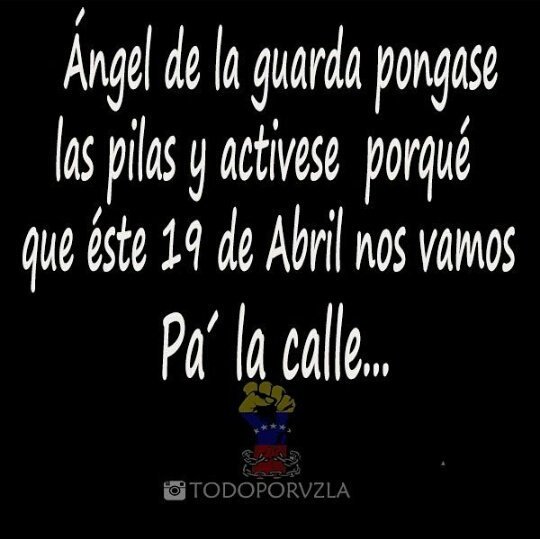 Ángel de la guarda pongase
las pilas y activese porqué
que éste 19 de Abril nos vamos
Pa´ la calle...
TODOPORVZLA